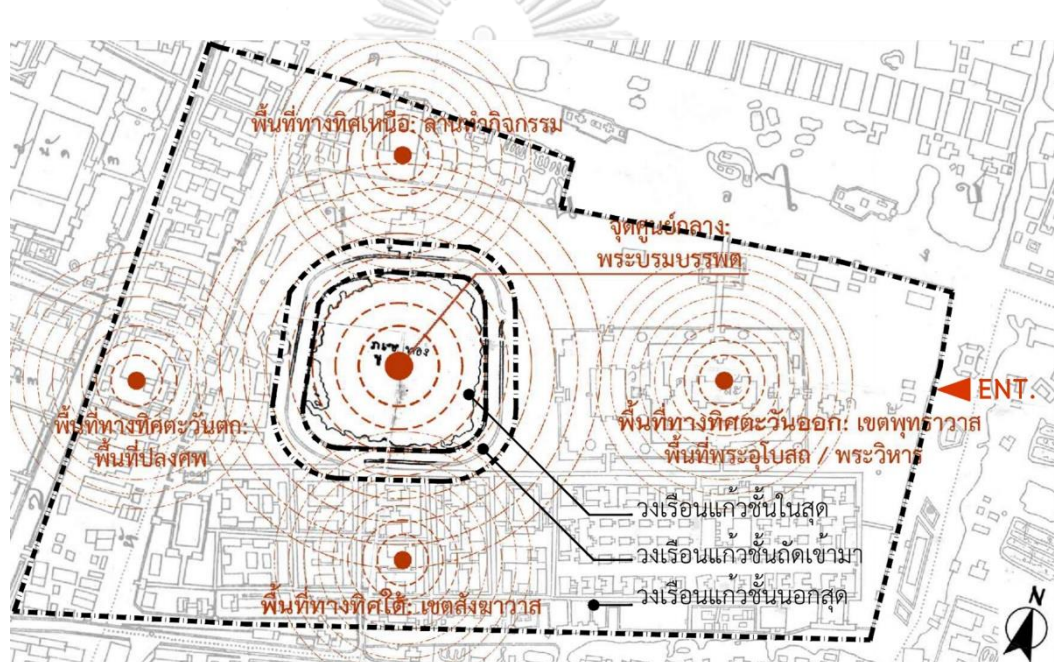 พื้นที่ทางทิศเหนือ: ลานทำกิจกรรม
จุดศูนย์กลาง:
พระบรมบรรพต
ภูเขาทอง
ENT.
พื้นที่ทางทิศตะวันตก:
พื้นที่ปลงศพ
พื้นที่ทางทิศตะวันออก: เขตพุทธาวาส
พื้นที่พระอุโบสถ / พระวิหาร
วงเรือนแก้วชั้นในสุด
วงเรือนแก้วชั้นถัดเข้ามา
วงเรือนแก้วชั้นนอกสุด
พื้นที่ทางทิศใต้: เขตสังฆาวาส
N